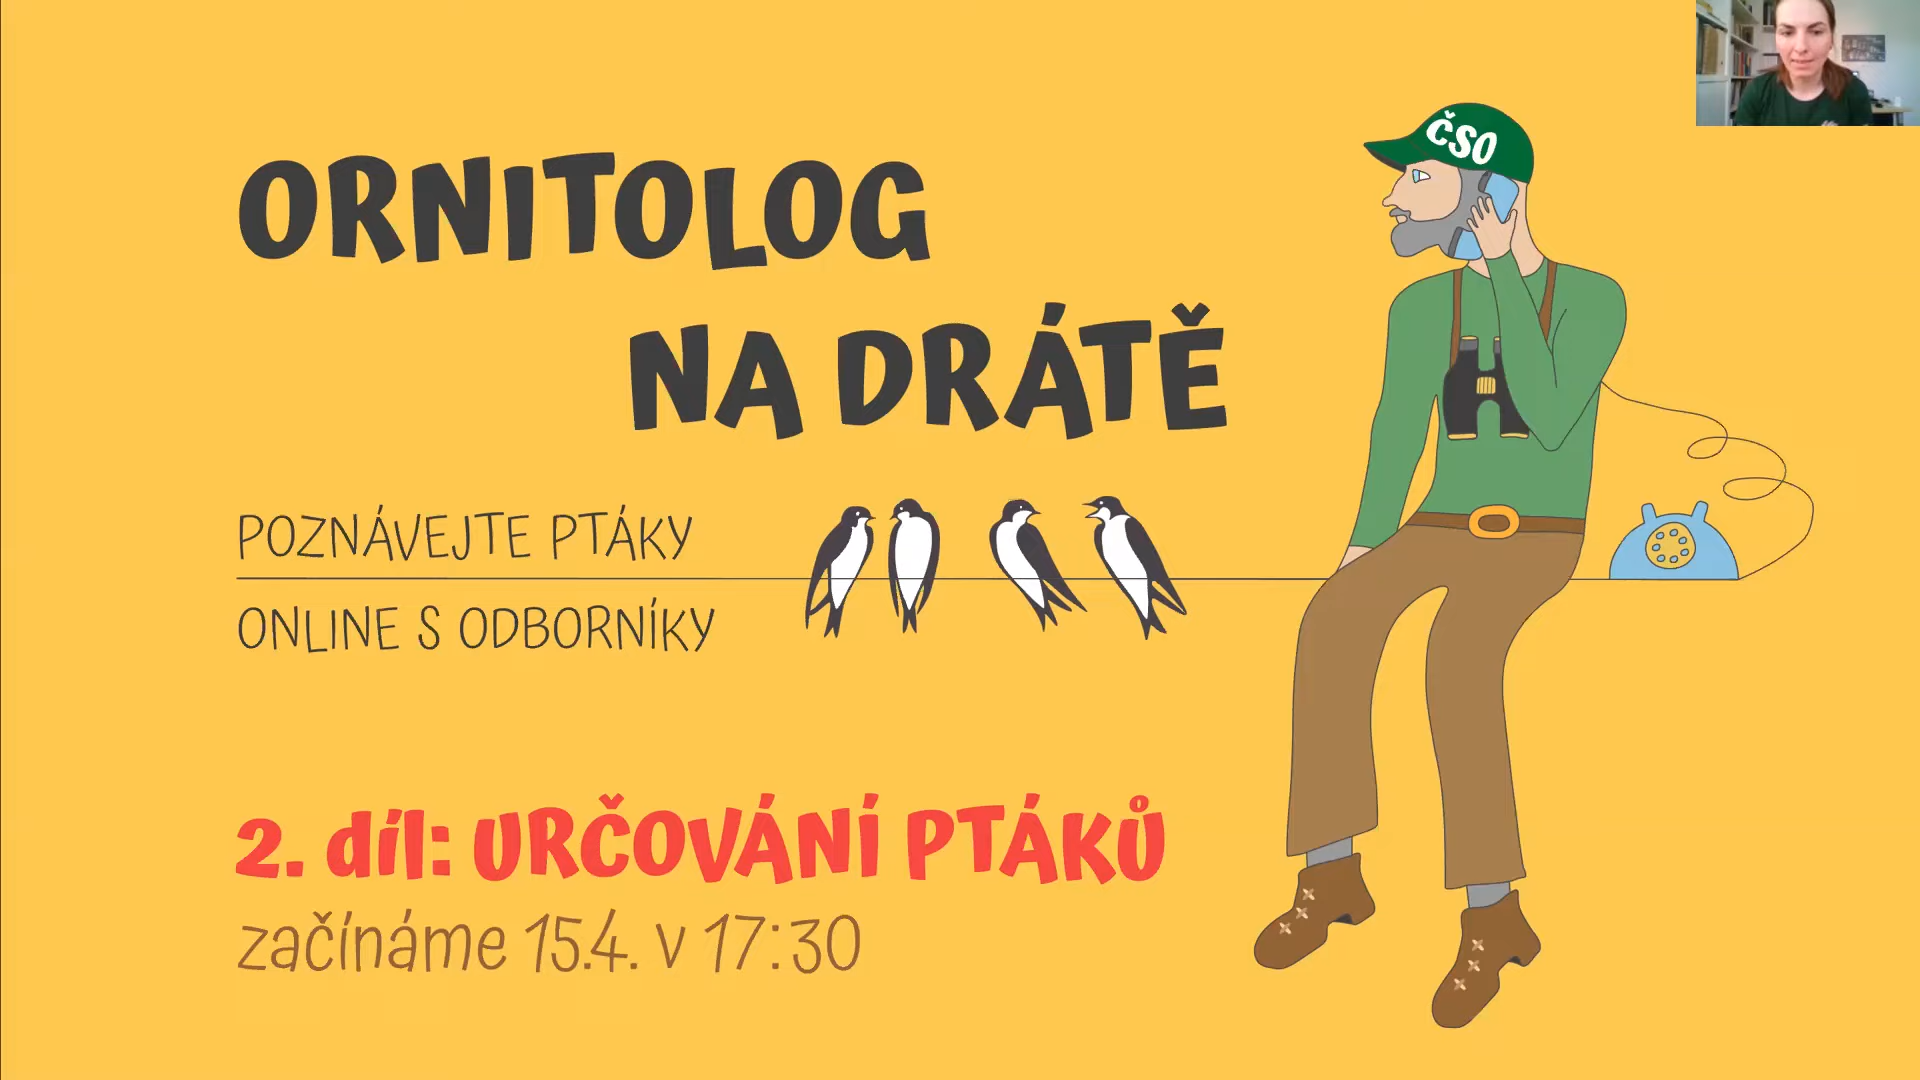 ČSO
ORNITOLOG
NA DRÁTĚ
POZNÁVEJTE PTÁKY
ONLINE S ODBORNÍKY
2. díl: URČOVÁNÍ PTÁKŮ
začínáme 15.4. v 17:30